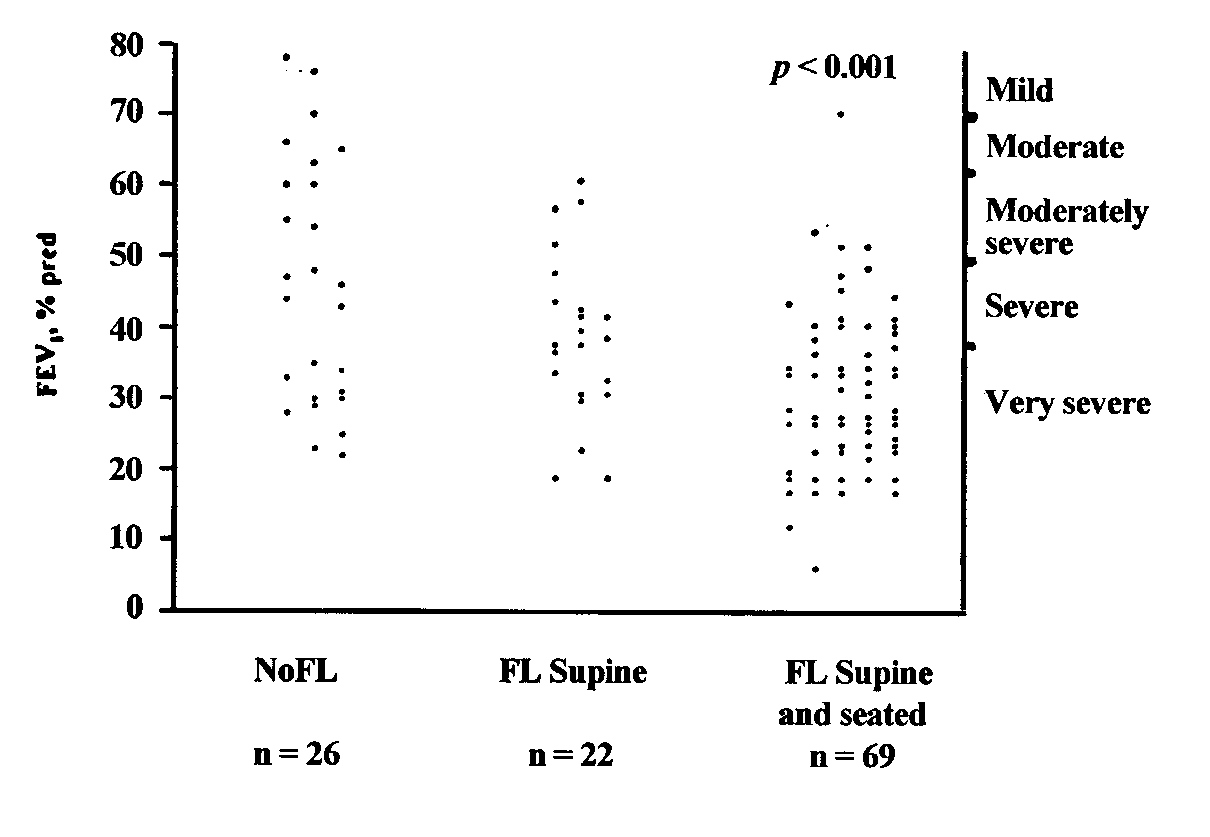 80
70
60
50
40
30
20
10
0
FEV₁, % pred
p < 0.001
Mild
Moderate
Moderately
severe
Severe
Very severe
NoFL
FL Supine
FL Supine
and seated
n = 26
n = 22
n = 69